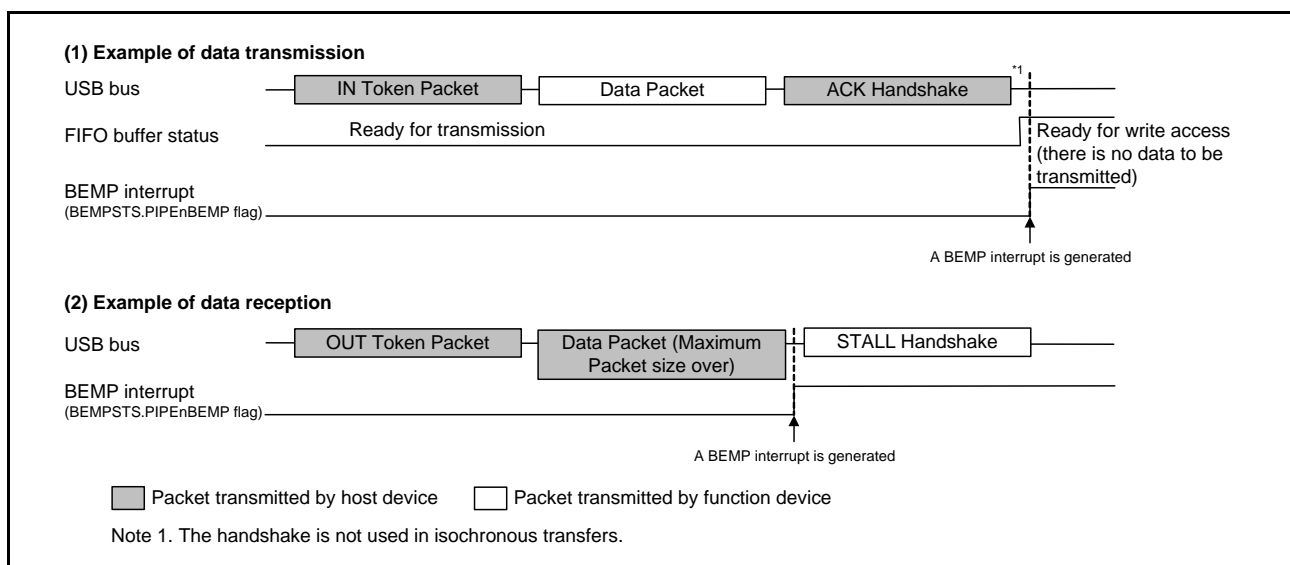 (1) Example of data transmission
*1
USB bus
IN Token Packet
Data Packet
ACK Handshake
FIFO buffer status
Ready for transmission
Ready for write access
(there is no data to be
transmitted)
BEMP interrupt
(BEMPSTS.PIPEnBEMP flag)
A BEMP interrupt is generated
(2) Example of data reception
USB bus
OUT Token Packet
Data Packet (Maximum
Packet size over)
STALL Handshake
BEMP interrupt
(BEMPSTS.PIPEnBEMP flag)
A BEMP interrupt is generated
Packet transmitted by host device
Packet transmitted by function device
Note 1. The handshake is not used in isochronous transfers.